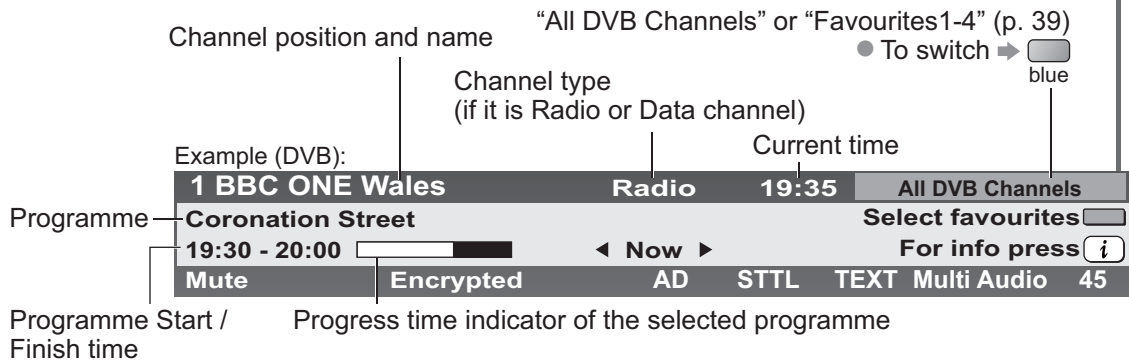 “All DVB Channels” or “Favourites1-4” (p. 39)
Channel position and name
● To switch ➡
blue
Channel type
(if it is Radio or Data channel)
Current time
Example (DVB):
1 BBC ONE Wales Radio 19:35 All DVB Channels
Programme Coronation Street Select favourites
19:30 - 20:00 ◀ Now ▶ For info press i
Mute Encrypted AD STTL TEXT Multi Audio 45
Programme Start / Progress time indicator of the selected programme
Finish time